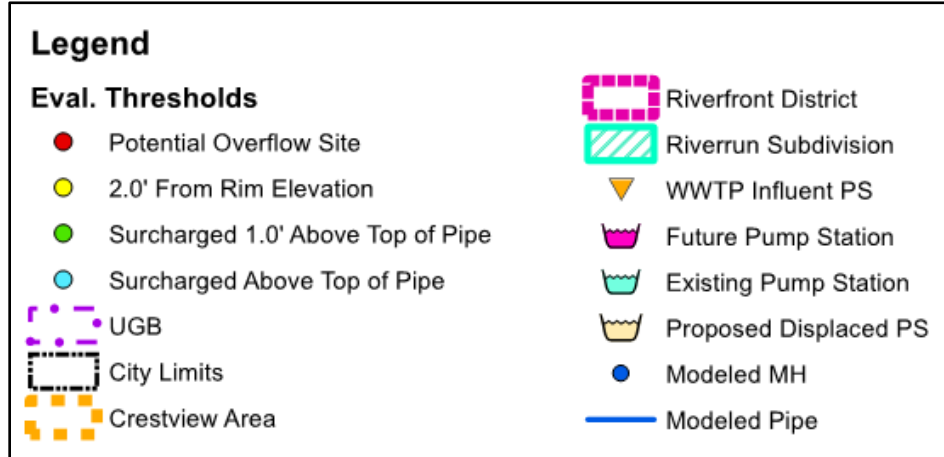 Legend
Eval. Thresholds
Potential Overflow Site
2.0' From Rim Elevation
Surcharged 1.0' Above Top of Pipe
Surcharged Above Top of Pipe
UGB
City Limits
Crestview Area
Riverfront District
Riverrun Subdivision
WWTP Influent PS
Future Pump Station
Existing Pump Station
Proposed Displaced PS
Modeled MH
Modeled Pipe